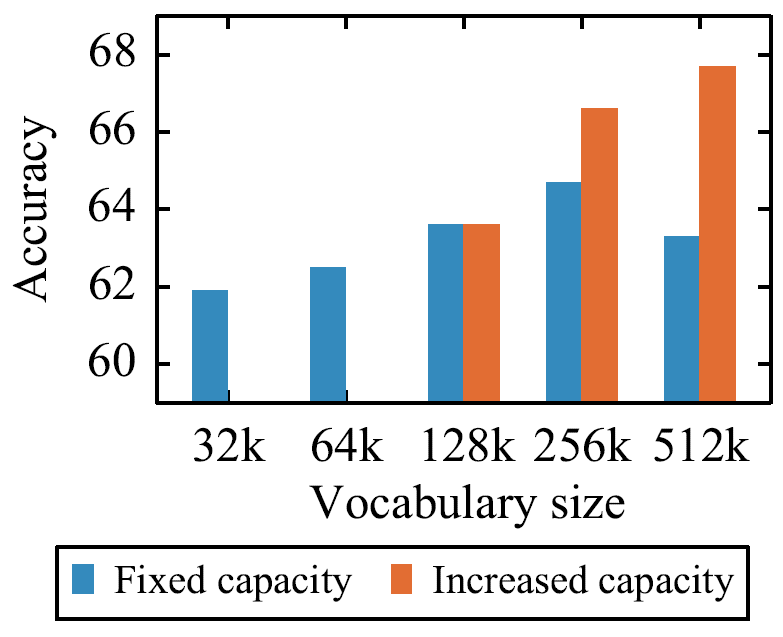 Accuracy
68
66
64
62
60
32k 64k 128k 256k 512k
Vocabulary size
Fixed capacity Increased capacity